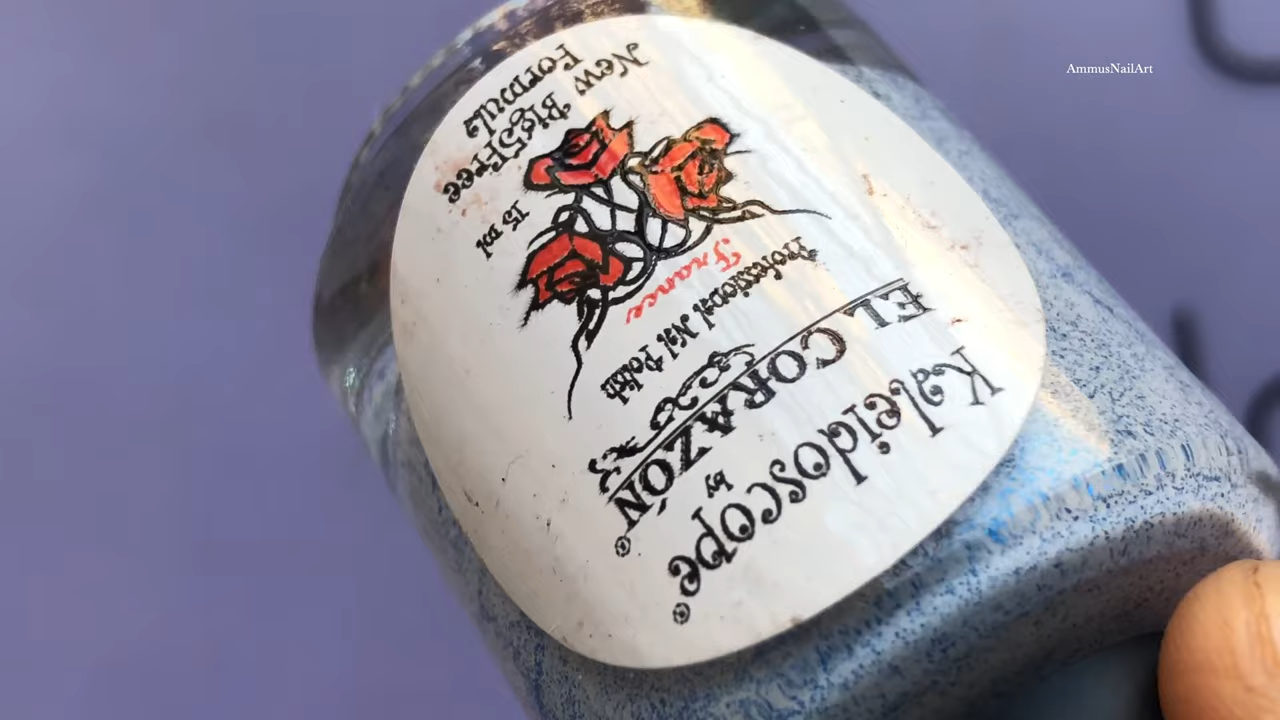 AmmusNailArt
Kaleidoscope®
by
EL CORAZÓN®
Professional Nail Polish
France
15 ml
New Big5Free
Formula